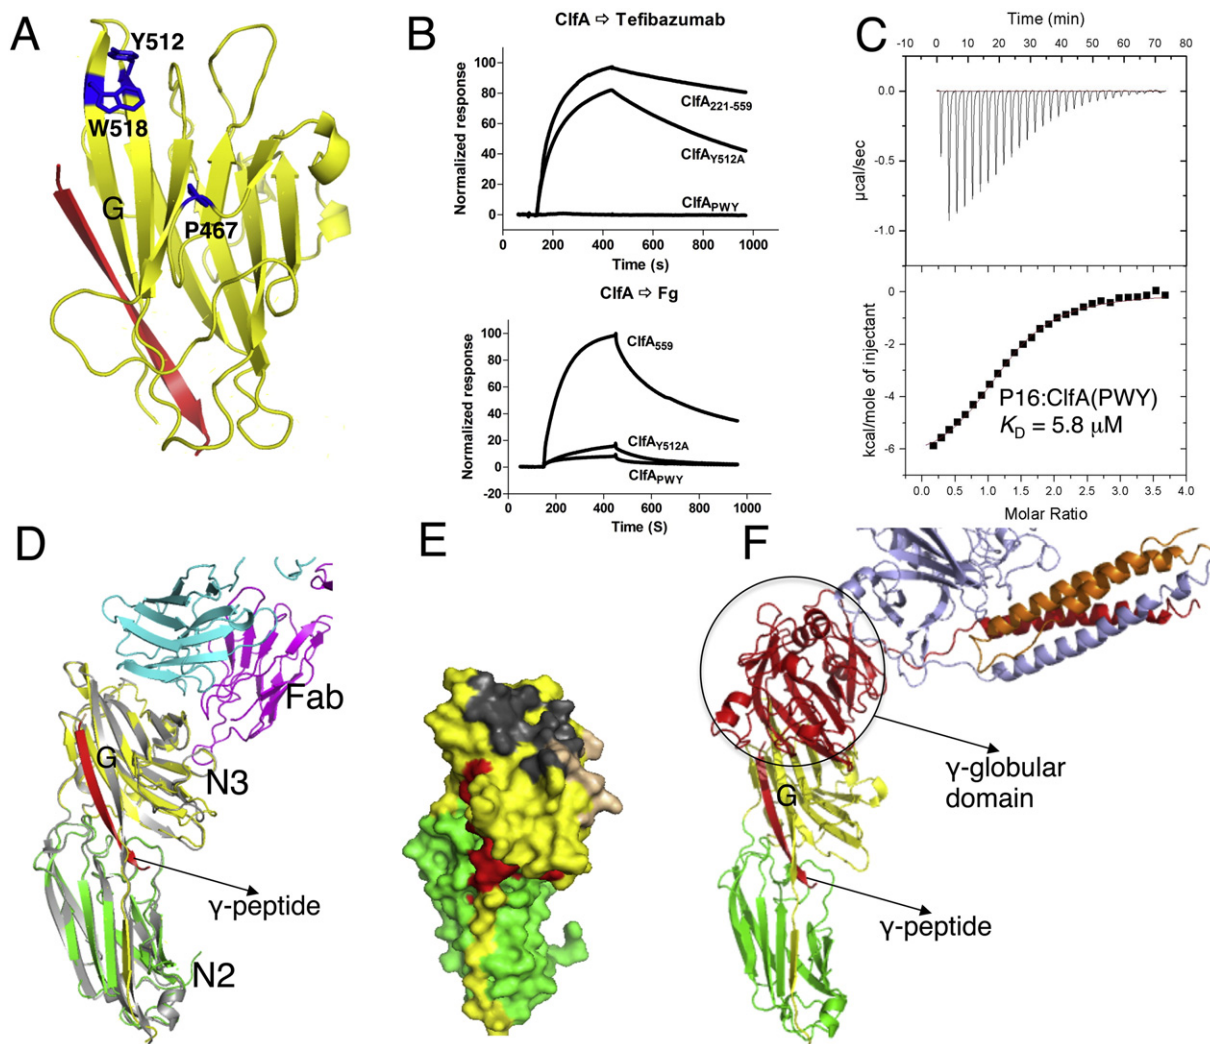 A
Y512
W518
G
P467
B
ClfA ⇨ Tefibazumab
Normalized response
100
80
60
40
20
0
ClfA221-559
ClfAY512A
ClfAPWY
0 200 400 600 800 1000
Time (s)
ClfA ⇨ Fg
Normalized response
100
80
60
40
20
0
-20
ClfA559
ClfAY512A
ClfAPWY
0 200 400 600 800 1000
Time (S)
C
Time (min)
-10 0 10 20 30 40 50 60 70 80
µcal/sec
0.0
-0.5
-1.0
kcal/mole of injectant
0
-2
-4
-6
P16:ClfA(PWY)
KD = 5.8 µM
0.0 0.5 1.0 1.5 2.0 2.5 3.0 3.5 4.0
Molar Ratio
D
Fab
G
N3
γ-peptide
N2
E
F
γ-globular
domain
G
γ-peptide